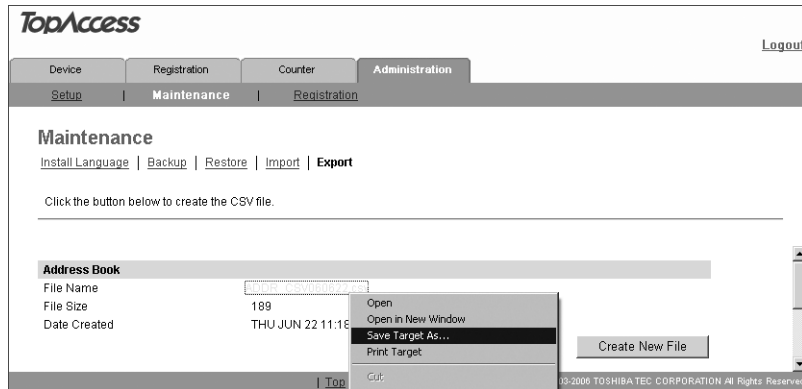 TopAccess
Logout
Device Registration Counter Administration
Setup | Maintenance | Registration
Maintenance
Install Language | Backup | Restore | Import | Export
Click the button below to create the CSV file.
Address Book
File Name
File Size 189
Date Created THU JUN 22 11:18
Open
Open in New Window
Save Target As...
Print Target
Cut
Create New File
| Top
03-2006 TOSHIBA TEC CORPORATION All Rights Reserved